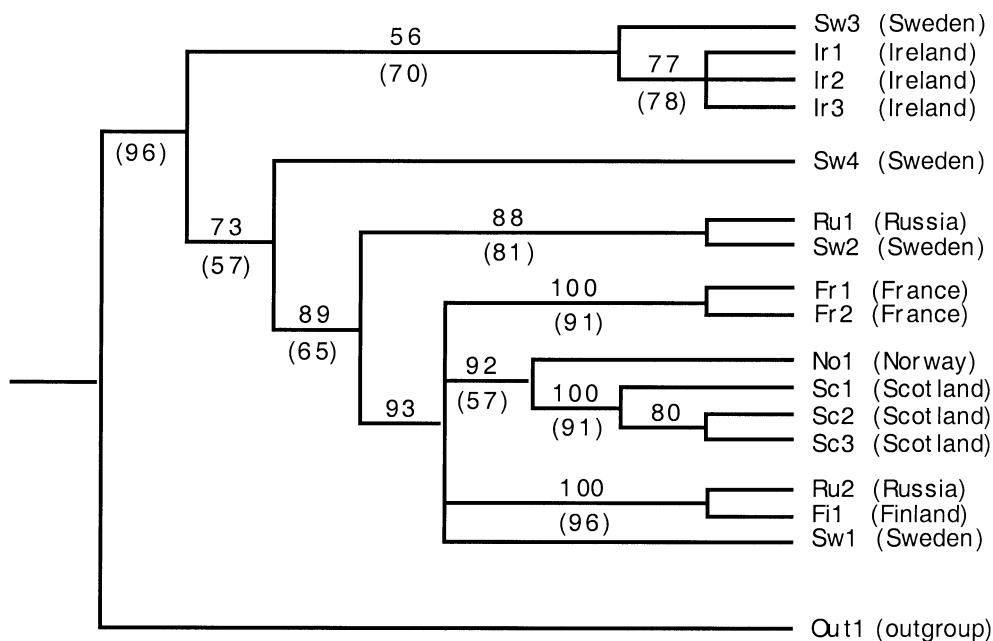 Sw3 (Sweden)
56
Ir1 (Ireland)
77
(70)
Ir2 (Ireland)
(78)
Ir3 (Ireland)
(96)
Sw4 (Sweden)
73
88
Ru1 (Russia)
(57)
(81)
Sw2 (Sweden)
100
Fr1 (France)
89
(91)
Fr2 (France)
(65)
92
No1 (Norway)
(57)
100
Sc1 (Scotland)
93
80
Sc2 (Scotland)
(91)
Sc3 (Scotland)
100
Ru2 (Russia)
(96)
Fi1 (Finland)
Sw1 (Sweden)
Out1 (outgroup)